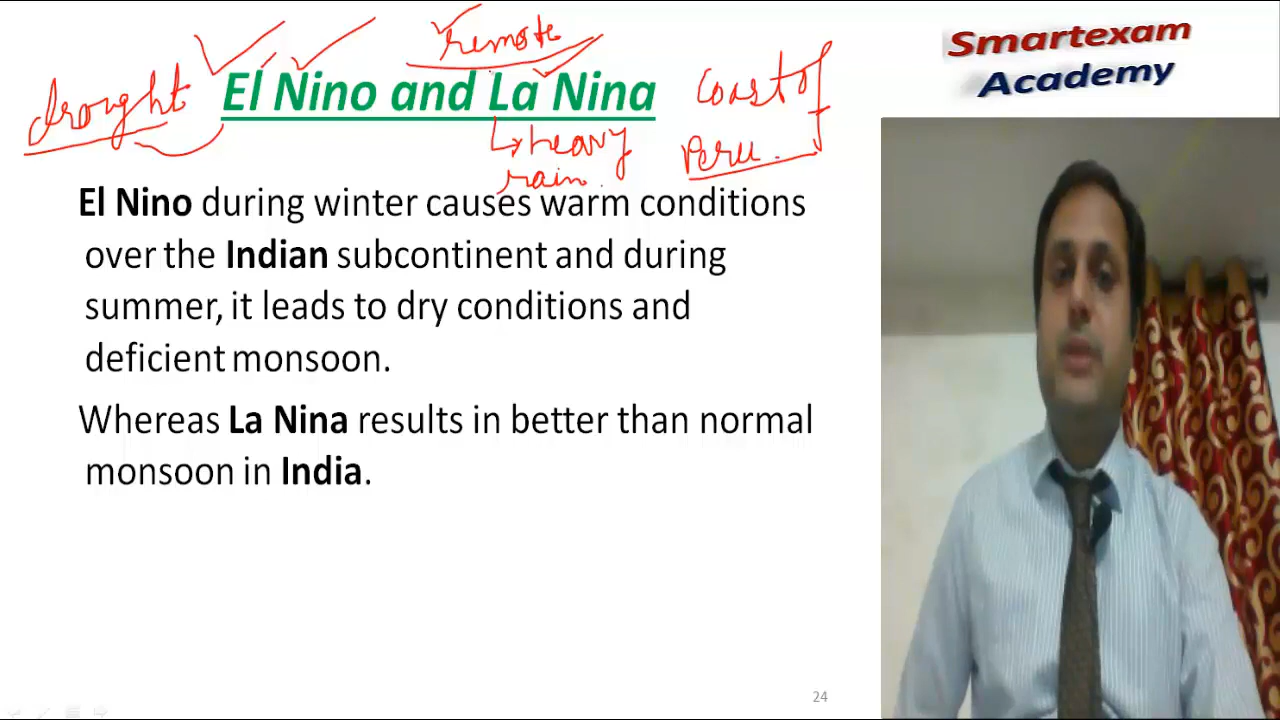 remote
Smartexam
Academy
drought
El Nino and La Nina
coast of
Peru.
heavy
rain.
El Nino during winter causes warm conditions
over the Indian subcontinent and during
summer, it leads to dry conditions and
deficient monsoon.
Whereas La Nina results in better than normal
monsoon in India.
24